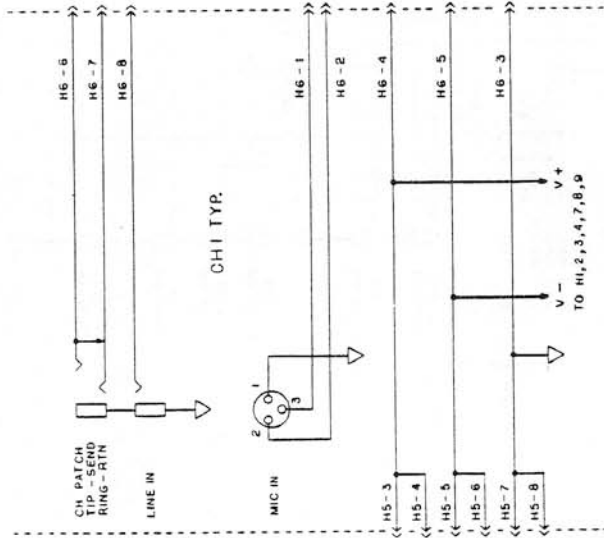 H6-6
H6-7
H6-8
CH PATCH
TIP - SEND
RING - RTN
LINE IN
CH I TYP.
H6-1
H6-2
MIC IN
1
2
3
H6-4
H6-5
H6-3
V+
V-
TO H1,2,3,4,7,8,9
H5-3
H5-4
H5-5
H5-6
H5-7
H5-8